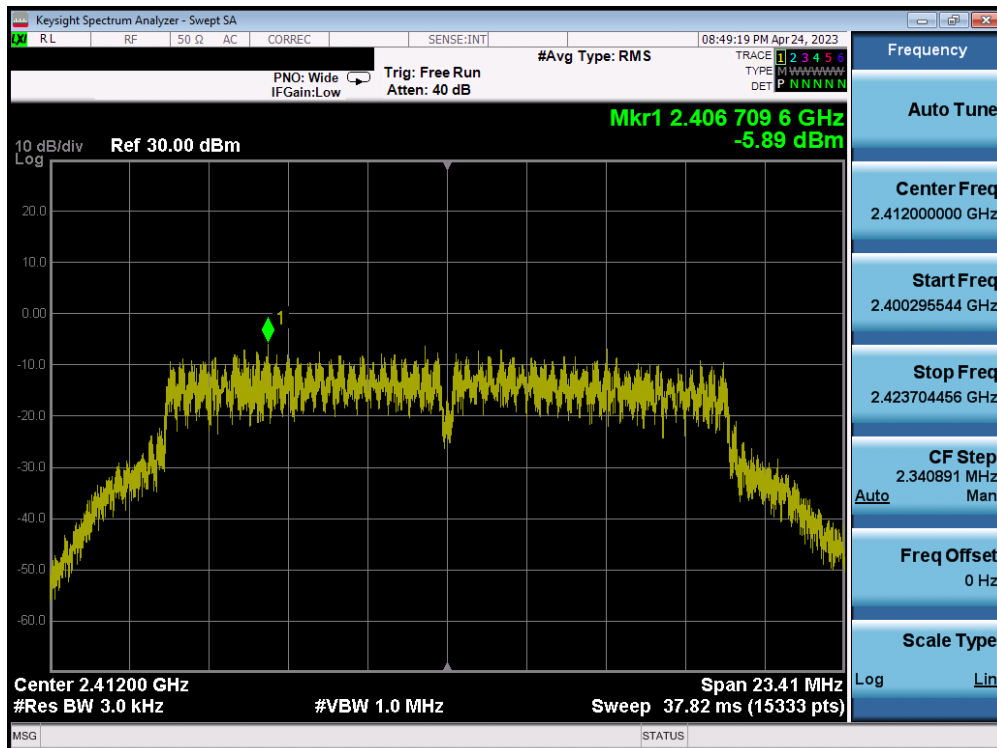 Keysight Spectrum Analyzer - Swept SA
LXI RL RF 50 Ω AC CORREC SENSE:INT 08:49:19 PM Apr 24, 2023
#Avg Type: RMS
TRACE 1 2 3 4 5 6
PNO: Wide Trig: Free Run TYPE M WWWWW
IFGain:Low Atten: 40 dB DET P N N N N N
Mkr1 2.406 709 6 GHz
-5.89 dBm
10 dB/div Ref 30.00 dBm
Log
20.0
10.0
0.00
1
-10.0
-20.0
-30.0
-40.0
-50.0
-60.0
Center 2.41200 GHz Span 23.41 MHz
#Res BW 3.0 kHz #VBW 1.0 MHz Sweep 37.82 ms (15333 pts)
MSG STATUS
Frequency
Auto Tune
Center Freq
2.412000000 GHz
Start Freq
2.400295544 GHz
Stop Freq
2.423704456 GHz
CF Step
2.340891 MHz
Auto Man
Freq Offset
0 Hz
Scale Type
Log Lin